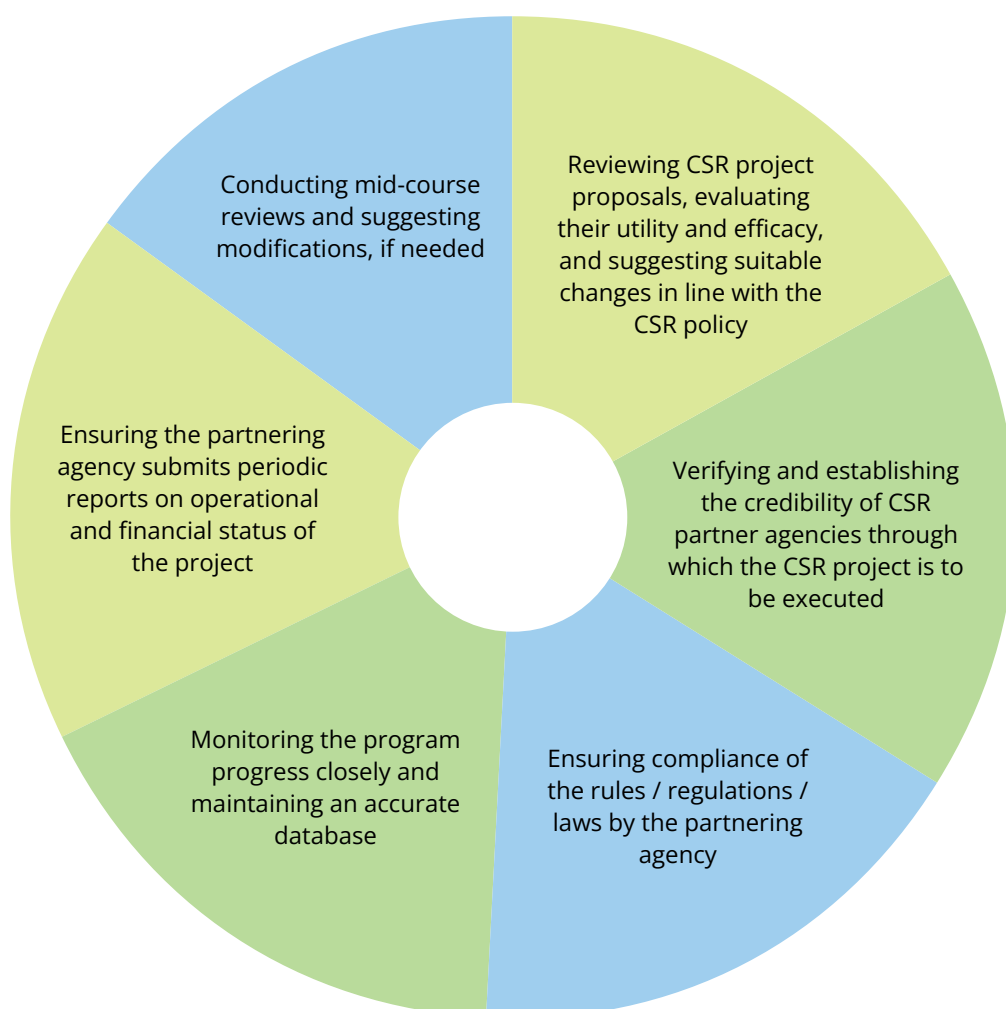 Reviewing CSR project
proposals, evaluating
their utility and efficacy,
and suggesting suitable
changes in line with the
CSR policy
Verifying and establishing
the credibility of CSR
partner agencies through
which the CSR project is to
be executed
Ensuring compliance of
the rules / regulations /
laws by the partnering
agency
Monitoring the program
progress closely and
maintaining an accurate
database
Ensuring the partnering
agency submits periodic
reports on operational
and financial status of
the project
Conducting mid-course
reviews and suggesting
modifications, if needed